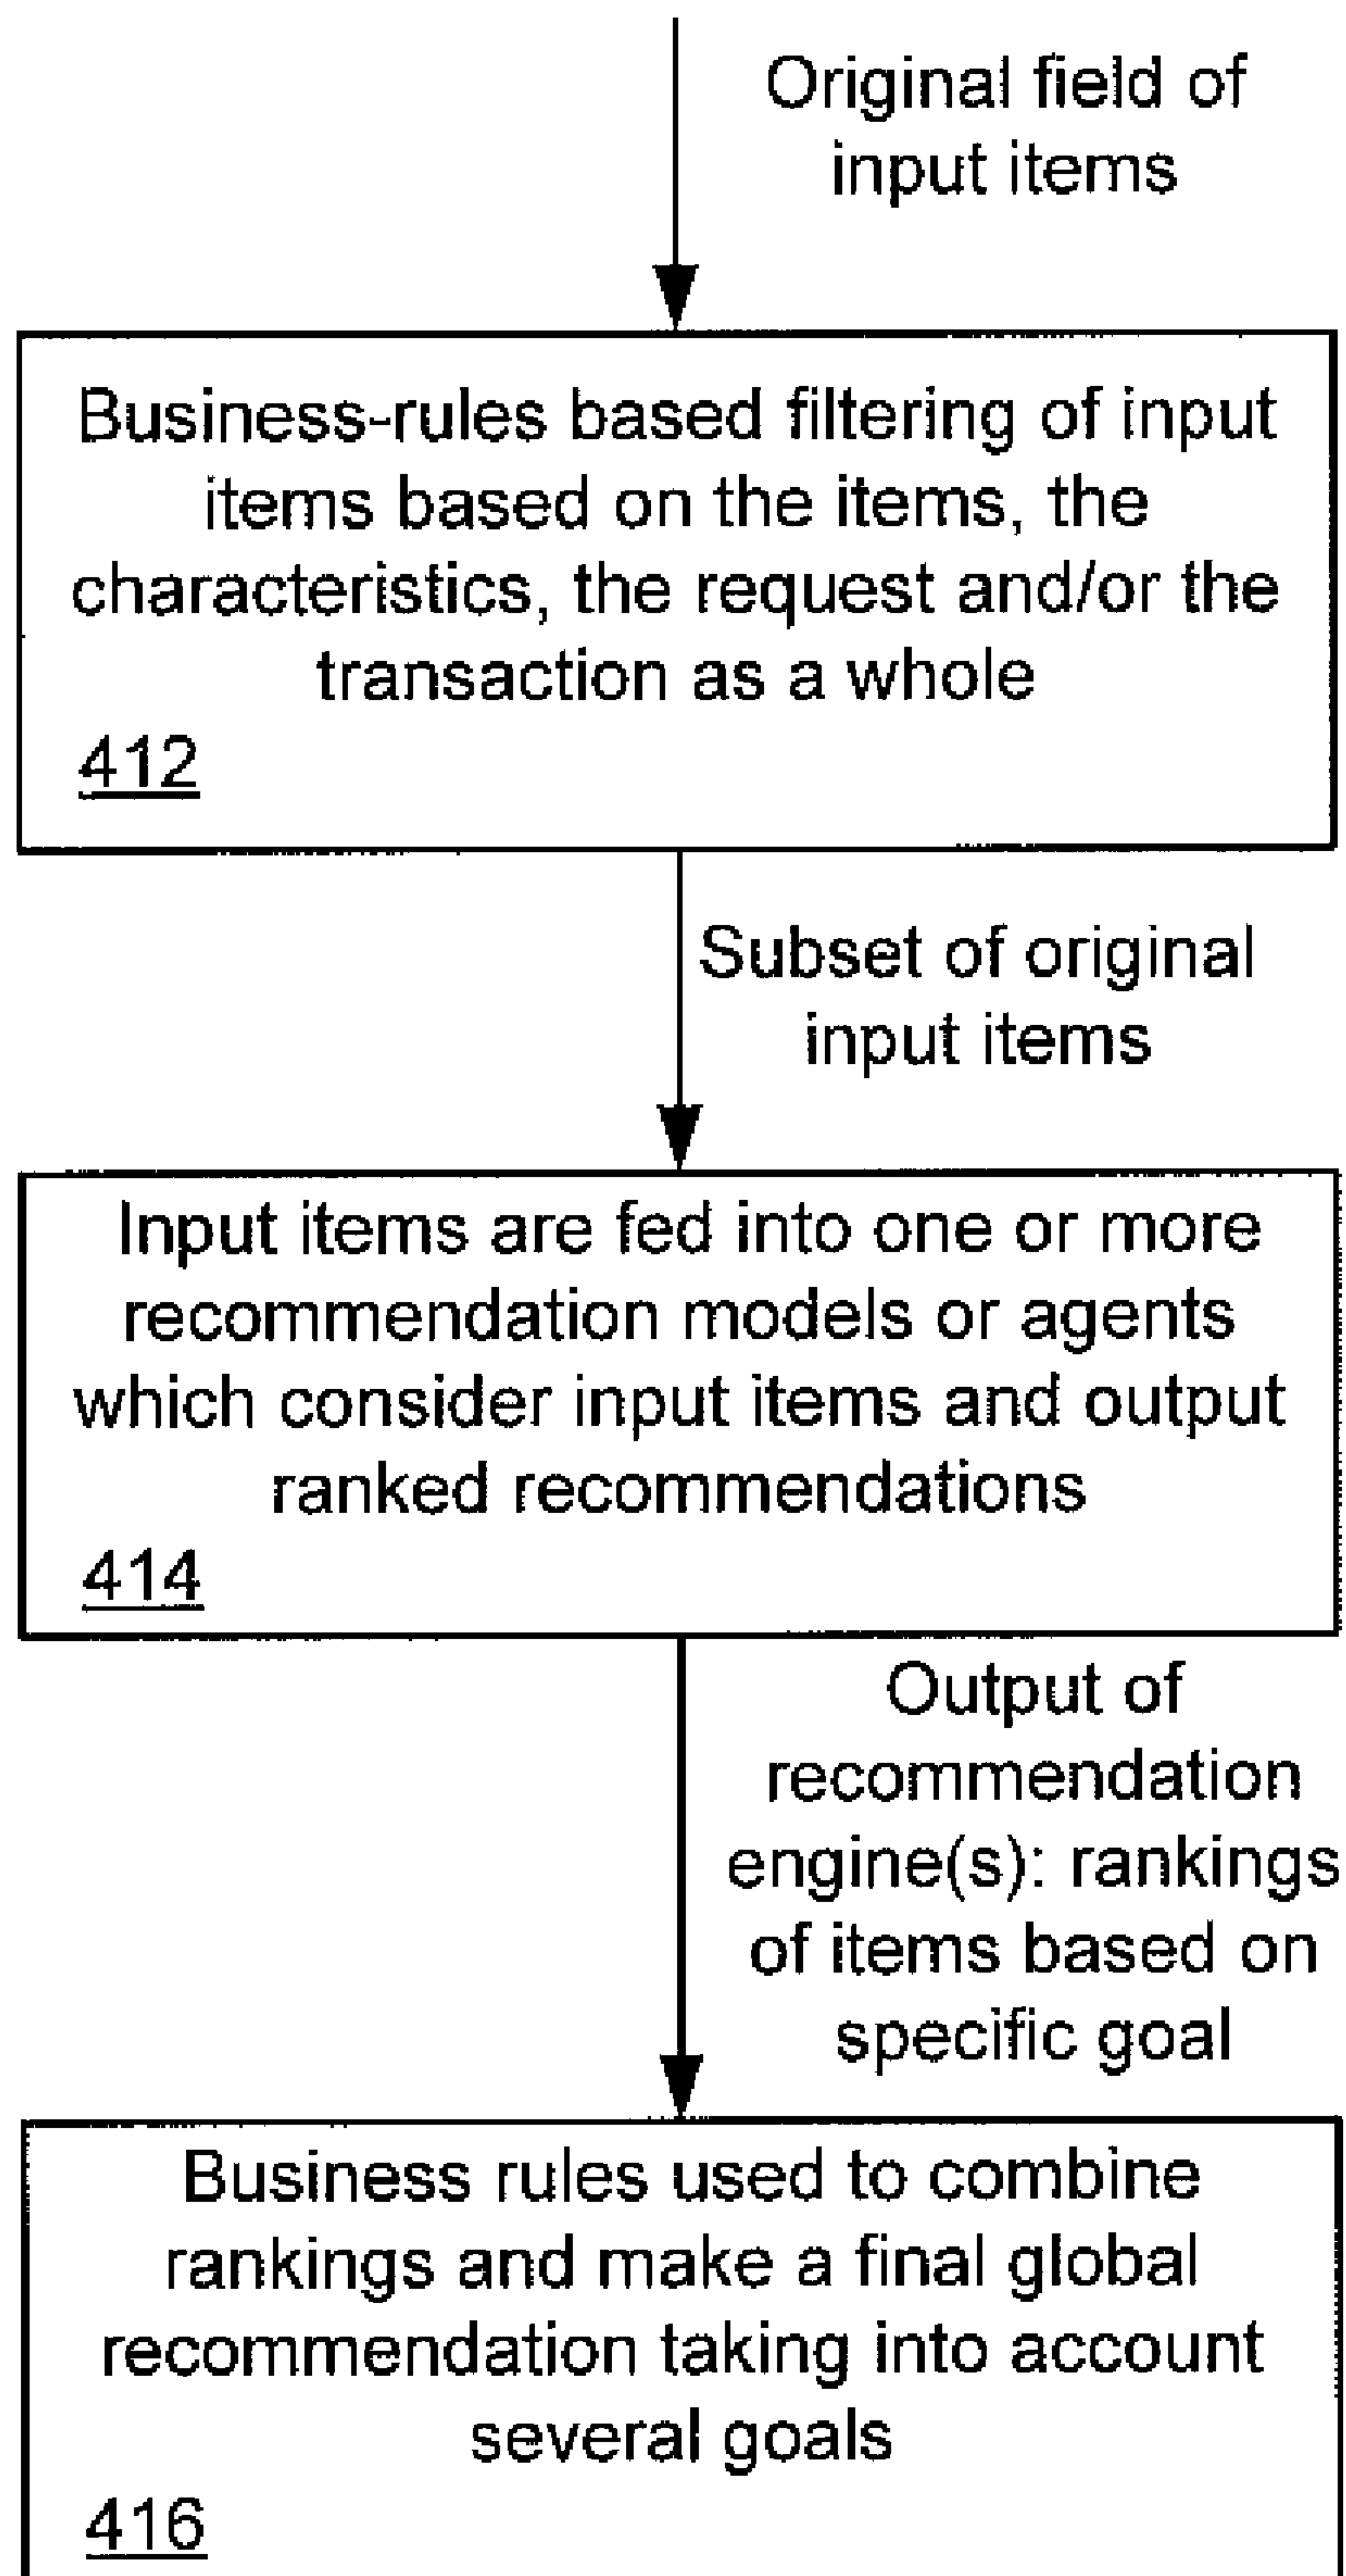 Original field of
input items
Business-rules based filtering of input
items based on the items, the
characteristics, the request and/or the
transaction as a whole
412
Subset of original
input items
Input items are fed into one or more
recommendation models or agents
which consider input items and output
ranked recommendations
414
Output of
recommendation
engine(s): rankings
of items based on
specific goal
Business rules used to combine
rankings and make a final global
recommendation taking into account
several goals
416